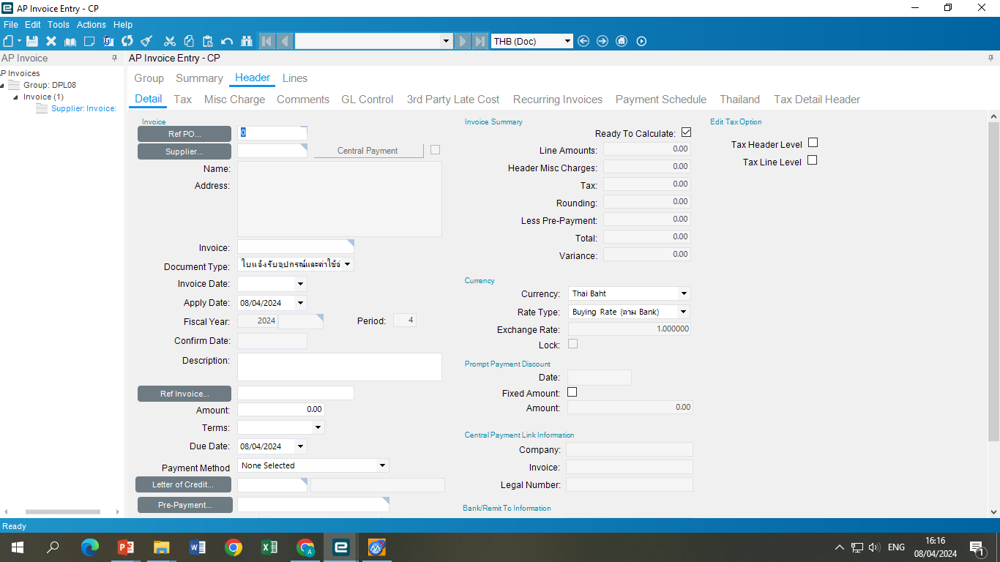 AP Invoice Entry - CP
File Edit Tools Actions Help
THB (Doc)
AP Invoice
AP Invoice Entry - CP
P Invoices
Group: DPL08
Invoice (1)
Supplier: Invoice:
Group Summary Header Lines
Detail Tax Misc Charge Comments GL Control 3rd Party Late Cost Recurring Invoices Payment Schedule Thailand Tax Detail Header
Invoice
Ref PO... 0
Supplier... Central Payment
Name:
Address:
Invoice:
Document Type: ใบแจ้งรับอุปกรณ์และค่าใช้จ่
Invoice Date:
Apply Date: 08/04/2024
Fiscal Year: 2024 Period: 4
Confirm Date:
Description:
Ref Invoice...
Amount: 0.00
Terms:
Due Date: 08/04/2024
Payment Method None Selected
Letter of Credit...
Pre-Payment...
Invoice Summary
Ready To Calculate:
Line Amounts: 0.00
Header Misc Charges: 0.00
Tax: 0.00
Rounding: 0.00
Less Pre-Payment: 0.00
Total: 0.00
Variance: 0.00
Currency
Currency: Thai Baht
Rate Type: Buying Rate (ตาม Bank)
Exchange Rate: 1.000000
Lock:
Prompt Payment Discount
Date:
Fixed Amount:
Amount: 0.00
Central Payment Link Information
Company:
Invoice:
Legal Number:
Bank/Remit To Information
Edit Tax Option
Tax Header Level
Tax Line Level
Ready
ENG
16:16
08/04/2024
1